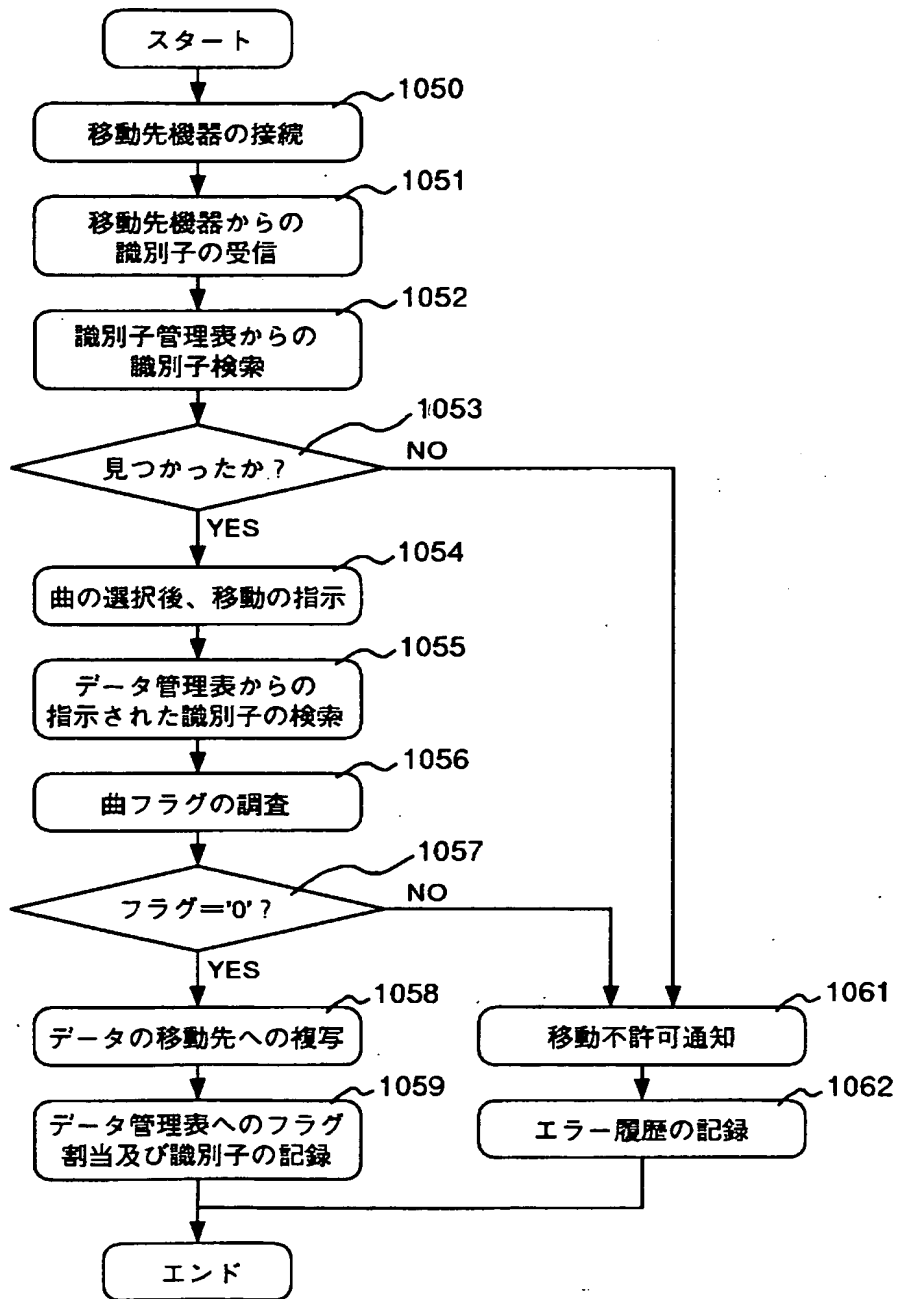 スタート
1050
移動先機器の接続
1051
移動先機器からの
識別子の受信
1052
識別子管理表からの
識別子検索
1053
見つかったか?
NO
YES
1054
曲の選択後、移動の指示
1055
データ管理表からの
指示された識別子の検索
1056
曲フラグの調査
1057
フラグ='0'?
NO
YES
1058
データの移動先への複写
1061
移動不許可通知
1059
データ管理表へのフラグ
割当及び識別子の記録
1062
エラー履歴の記録
エンド